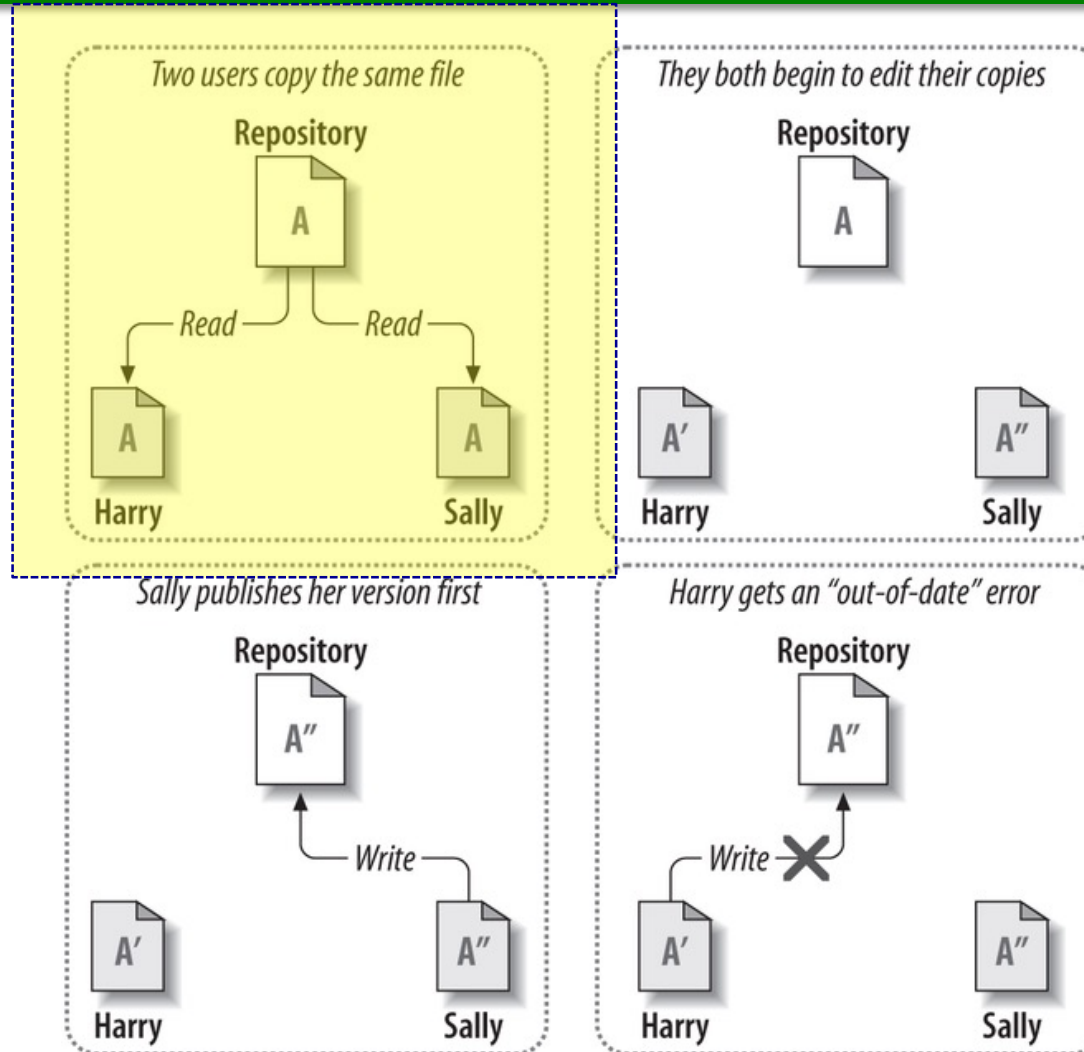 Two users copy the same file
Repository
A
Read Read
A A
Harry Sally
They both begin to edit their copies
Repository
A
A′ A″
Harry Sally
Sally publishes her version first
Repository
A″
Write
A′ A″
Harry Sally
Harry gets an “out-of-date” error
Repository
A″
Write
A′ A″
Harry Sally